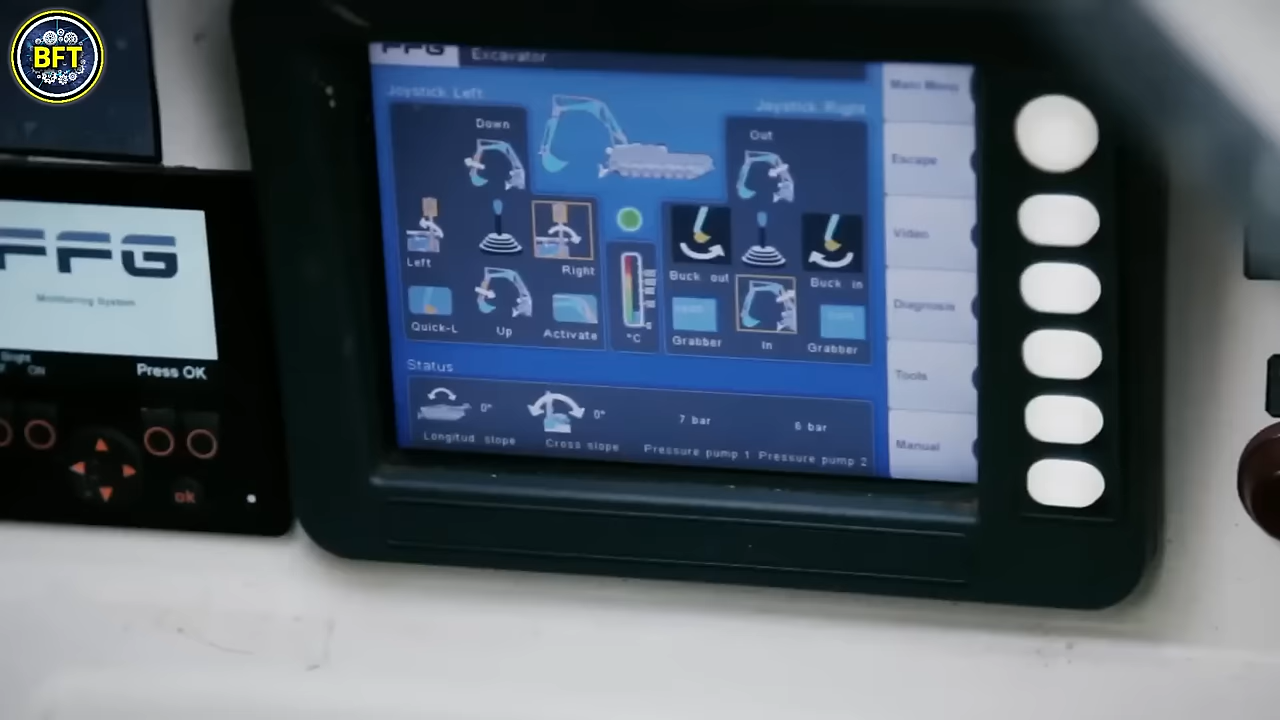 BFT
FFG
Monitoring System
ON
Press OK
ok
FFG
Excavator
Joystick Left
Joystick Right
Down
Out
Left
Right
Buck out
Buck in
Quick-L
Up
Activate
°C
Grabber
In
Grabber
Status
0°
0°
7 bar
6 bar
Longitud slope
Cross slope
Pressure pump 1
Pressure pump 2
Main Menu
Escape
Video
Diagnosis
Tools
Manual